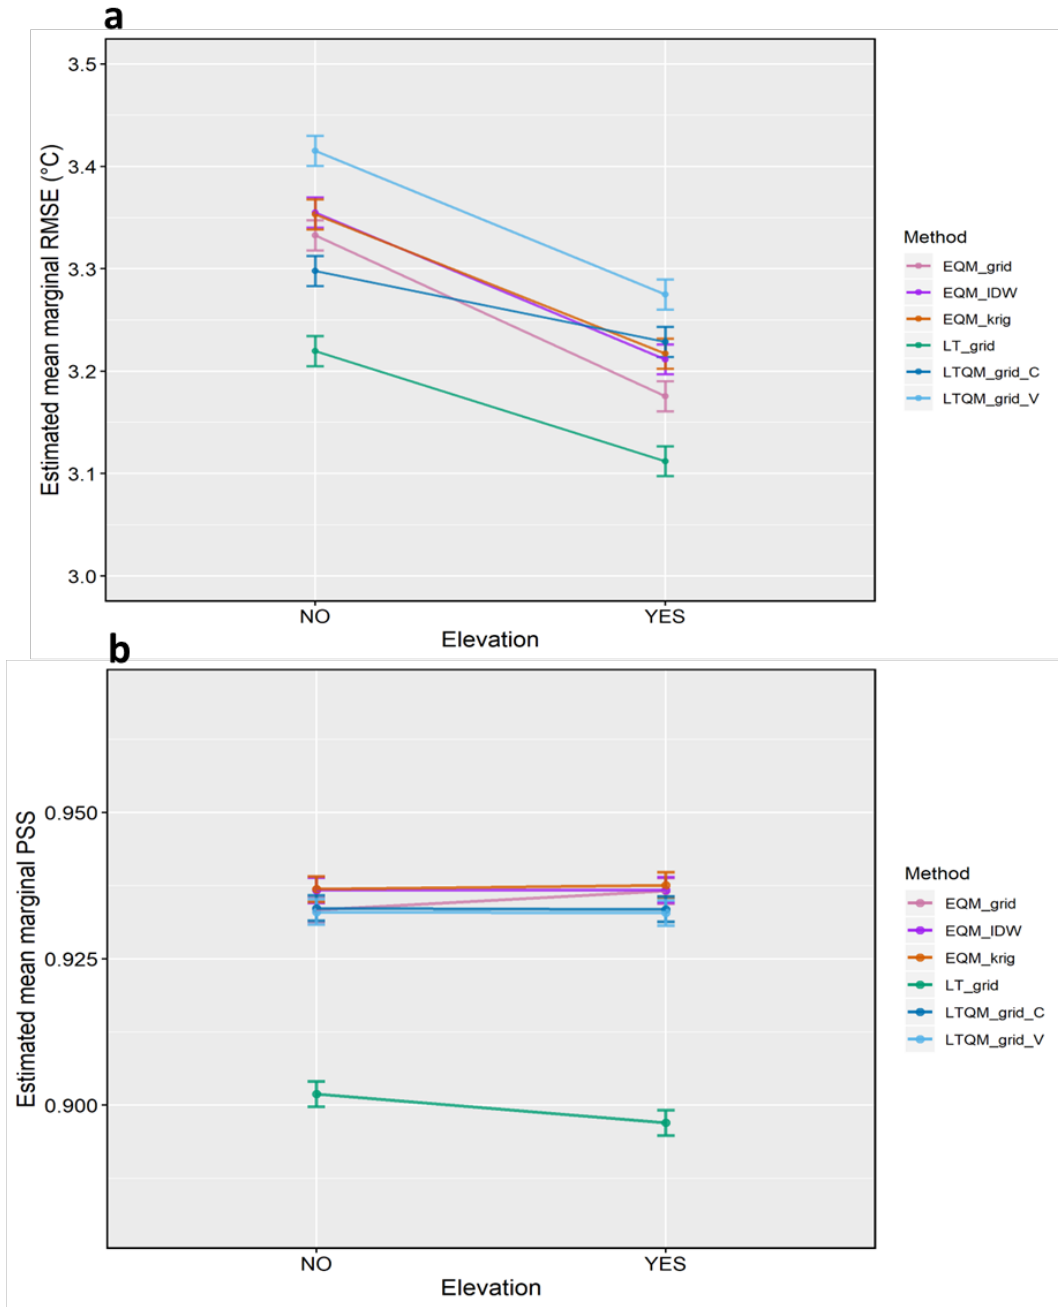 a
3.5
3.4
3.3
3.2
3.1
3.0
Estimated mean marginal RMSE (°C)
NO
YES
Elevation
Method
EQM_grid
EQM_IDW
EQM_krig
LT_grid
LTQM_grid_C
LTQM_grid_V
b
0.950
0.925
0.900
Estimated mean marginal PSS
NO
YES
Elevation
Method
EQM_grid
EQM_IDW
EQM_krig
LT_grid
LTQM_grid_C
LTQM_grid_V